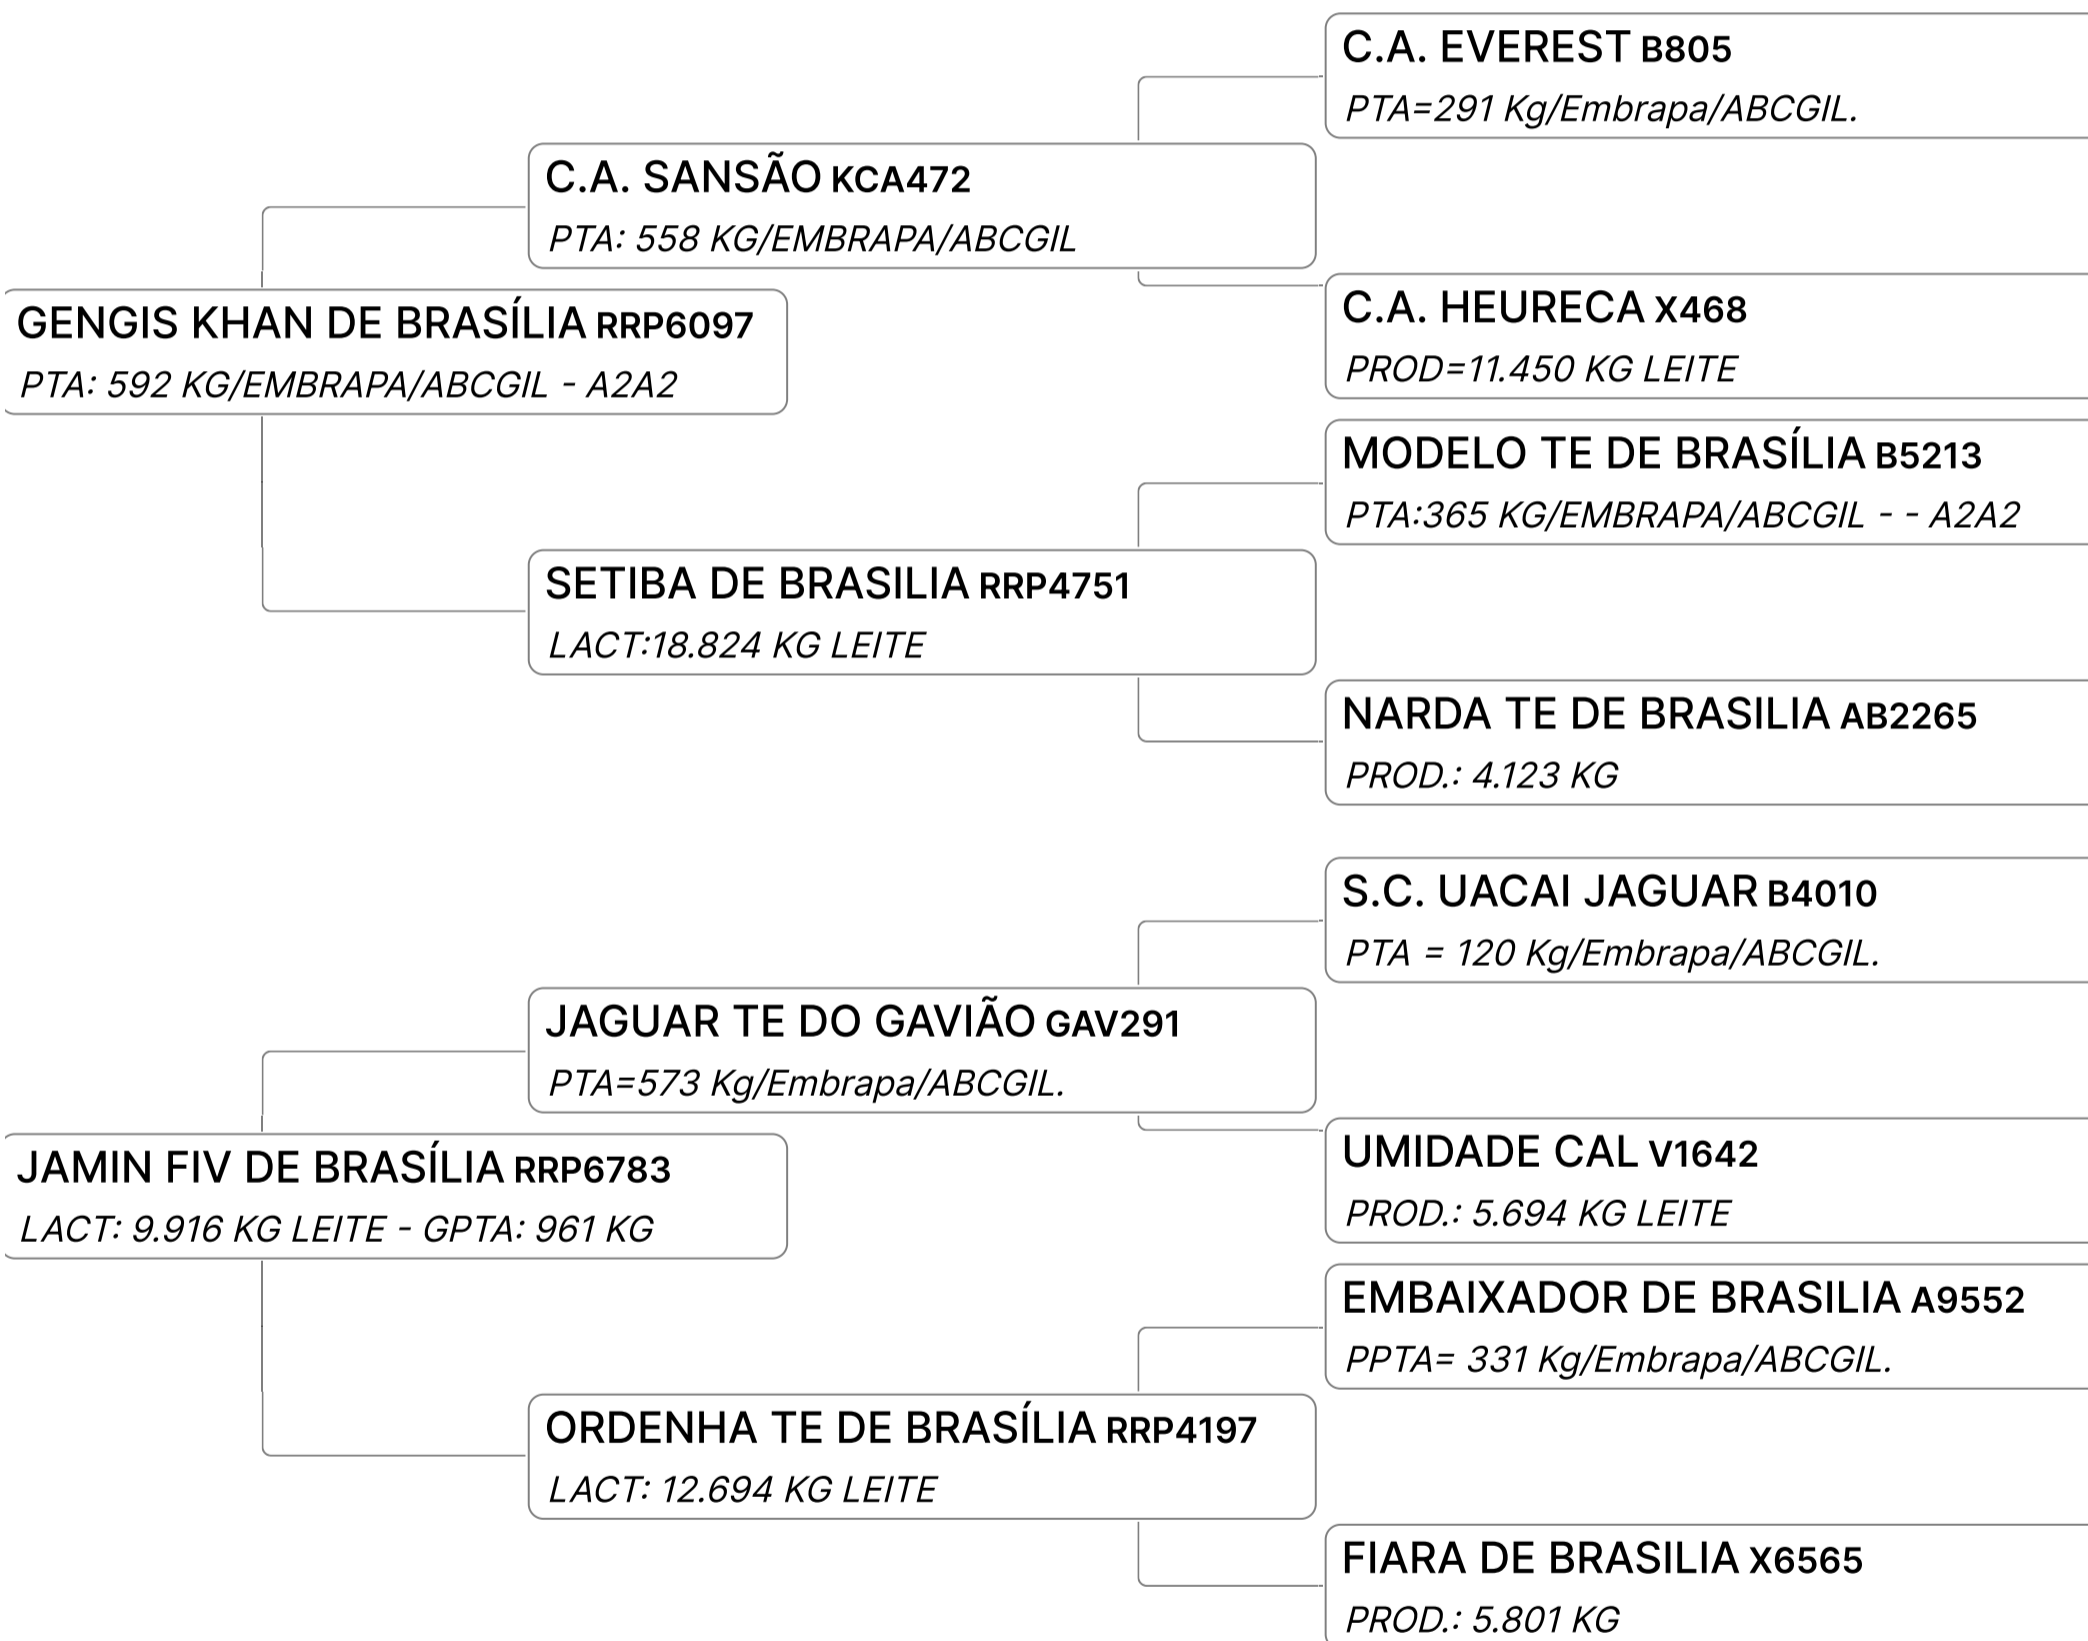 C.A. EVEREST B805
PTA=291 Kg/Embrapa/ABCGIL.
C.A. SANSÃO KCA472
PTA: 558 KG/EMBRAPA/ABCGIL
C.A. HEURECA X468
PROD=11.450 KG LEITE
GENGIS KHAN DE BRASÍLIA RRP6097
PTA: 592 KG/EMBRAPA/ABCGIL - A2A2
MODELO TE DE BRASÍLIA B5213
PTA:365 KG/EMBRAPA/ABCGIL - - A2A2
SETIBA DE BRASILIA RRP4751
LACT:18.824 KG LEITE
NARDA TE DE BRASILIA AB2265
PROD.: 4.123 KG
S.C. UACAI JAGUAR B4010
PTA = 120 Kg/Embrapa/ABCGIL.
JAGUAR TE DO GAVIÃO GAV291
PTA=573 Kg/Embrapa/ABCGIL.
UMIDADE CAL V1642
PROD.: 5.694 KG LEITE
JAMIN FIV DE BRASÍLIA RRP6783
LACT: 9.916 KG LEITE - GPTA: 961 KG
EMBAIXADOR DE BRASILIA A9552
PPTA= 331 Kg/Embrapa/ABCGIL.
ORDENHA TE DE BRASÍLIA RRP4197
LACT: 12.694 KG LEITE
FIARA DE BRASILIA X6565
PROD.: 5.801 KG